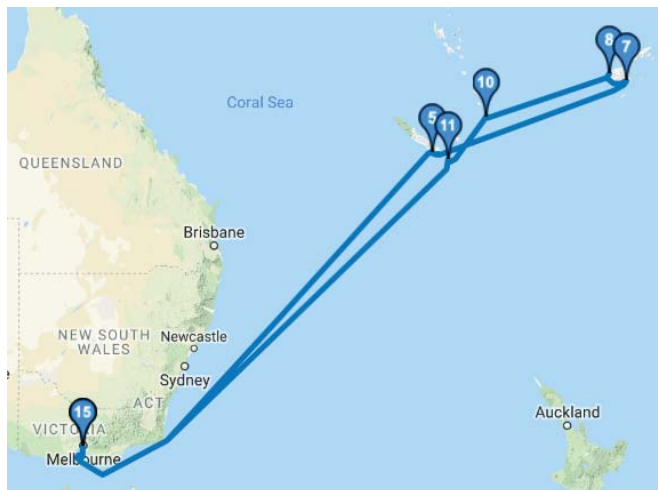 8
7
10
5
11
Coral Sea
QUEENSLAND
Brisbane
NEW SOUTH
WALES
Newcastle
Sydney
ACT
Auckland
15
VICTORIA
Melbourne